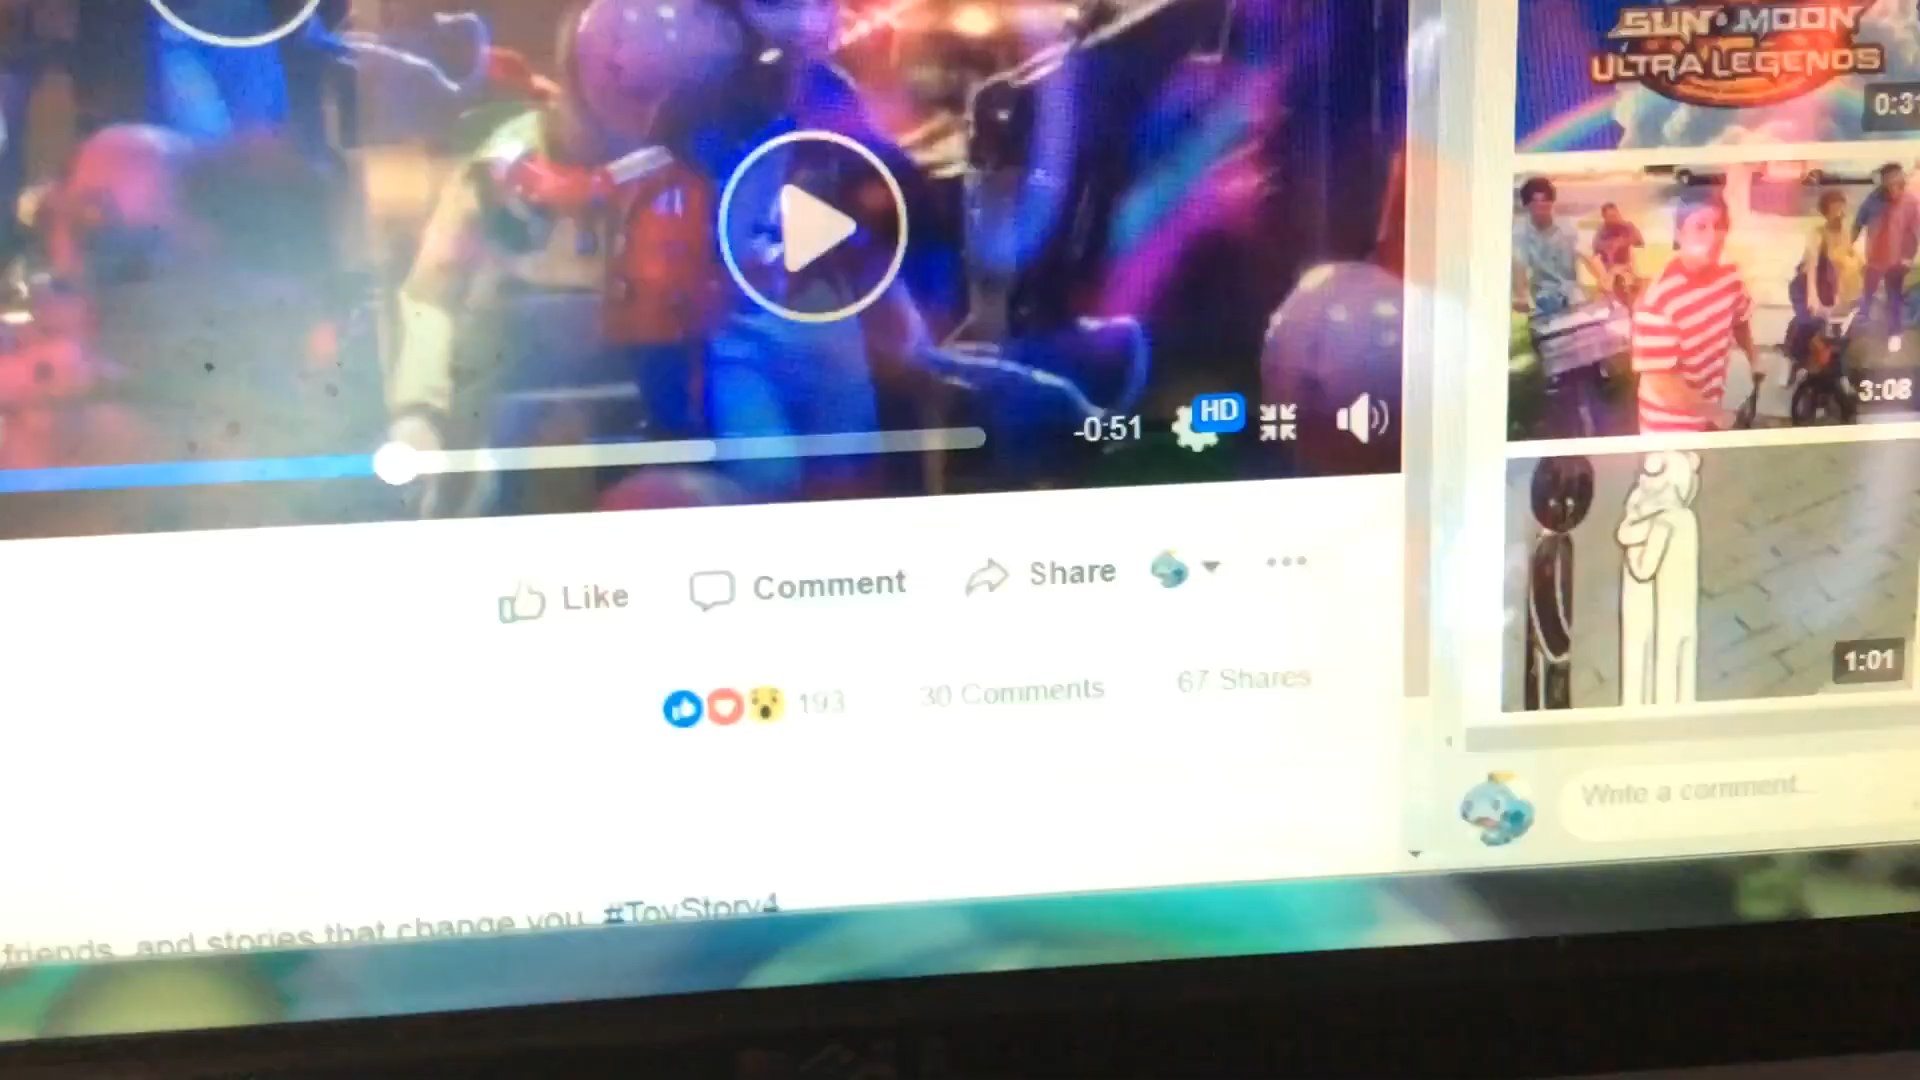 SUN • MOON
ULTRA LEGENDS
0:31
3:08
-0:51
HD
Like
Comment
Share
1:01
193
30 Comments
67 Shares
Write a comment...
friends, and stories that change you. #ToyStory4